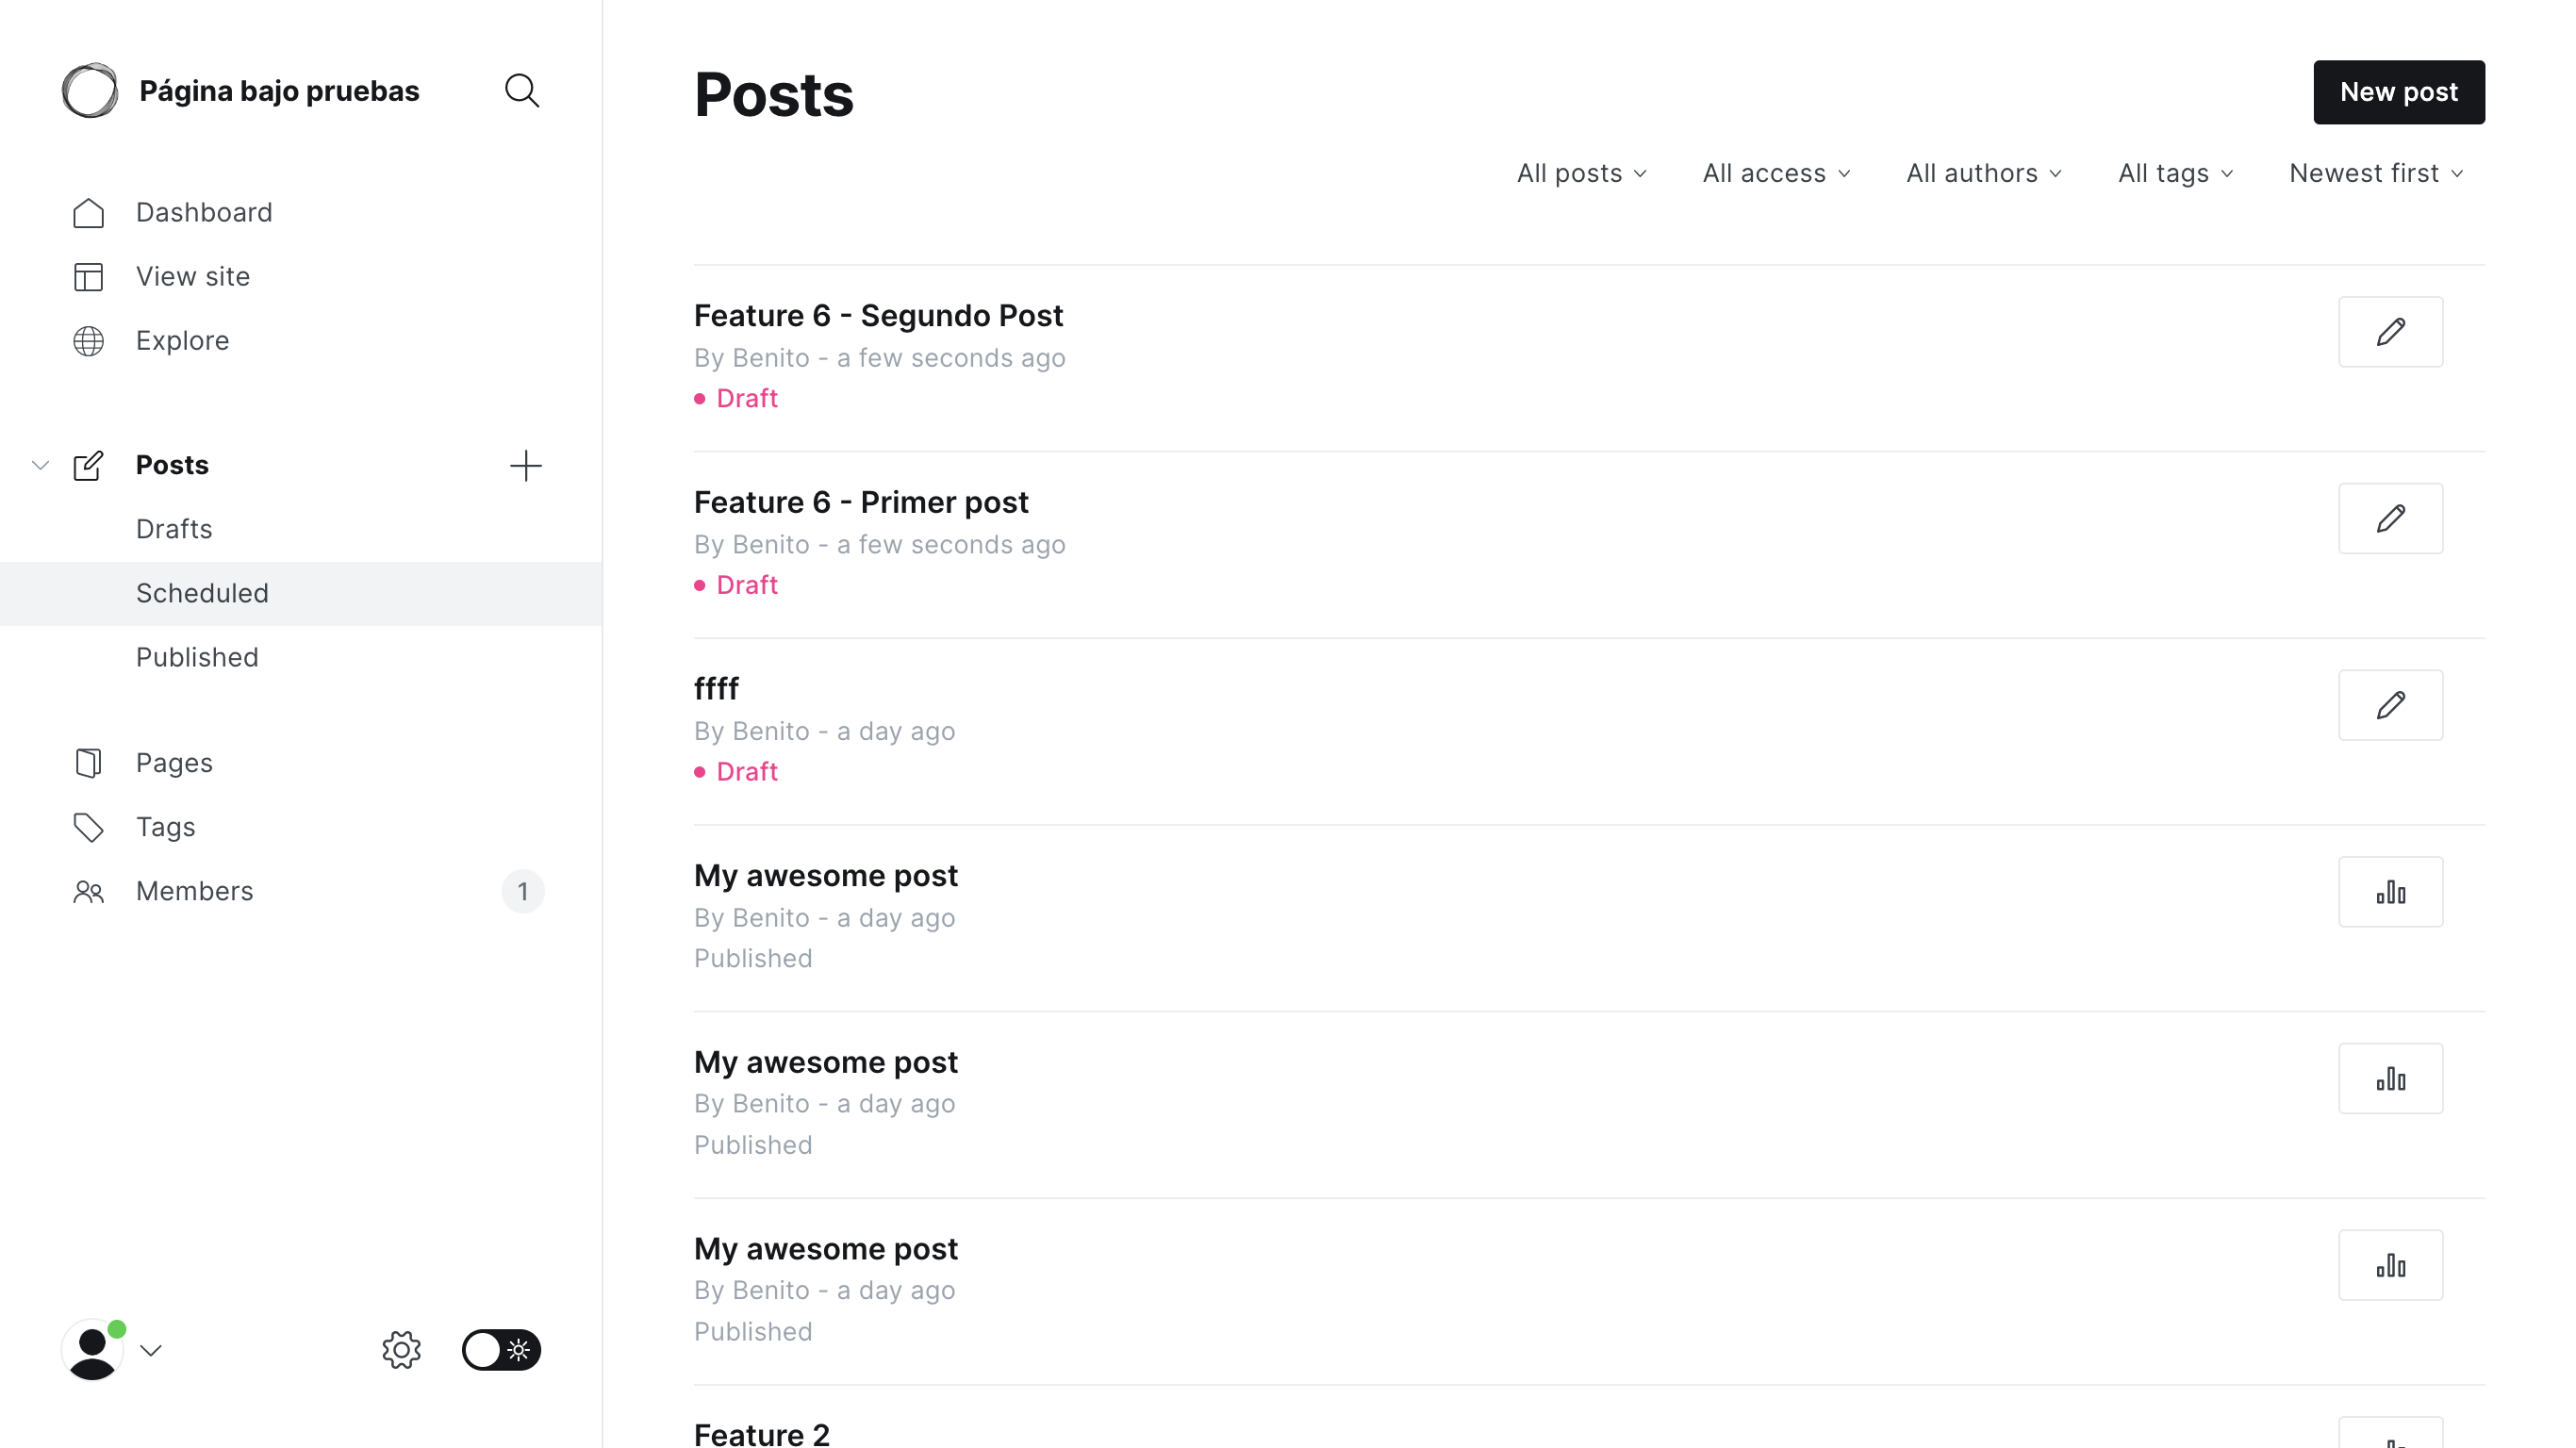 Página bajo pruebas
Dashboard
View site
Explore
Posts
Drafts
Scheduled
Published
Pages
Tags
Members
1
Posts
New post
All posts
All access
All authors
All tags
Newest first
Feature 6 - Segundo Post
By Benito - a few seconds ago
Draft
Feature 6 - Primer post
By Benito - a few seconds ago
Draft
ffff
By Benito - a day ago
Draft
My awesome post
By Benito - a day ago
Published
My awesome post
By Benito - a day ago
Published
My awesome post
By Benito - a day ago
Published
Feature 2